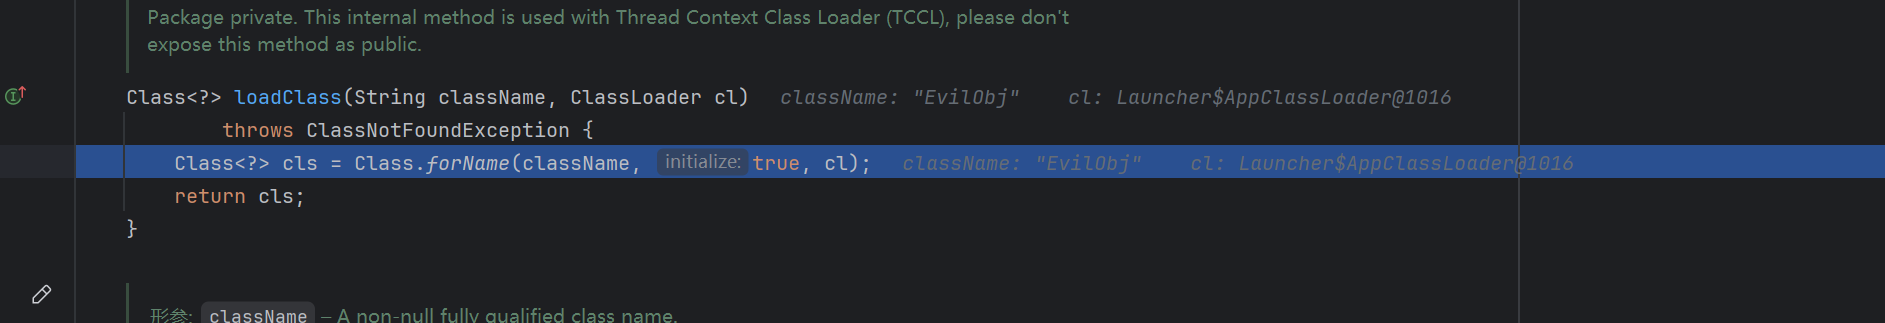 Package private. This internal method is used with Thread Context Class Loader (TCCL), please don't
expose this method as public.
Class<?> loadClass(String className, ClassLoader cl) className: "EvilObj" cl: Launcher$AppClassLoader@1016
throws ClassNotFoundException {
Class<?> cls = Class.forName(className, initialize: true, cl); className: "EvilObj" cl: Launcher$AppClassLoader@1016
return cls;
}
形参: className – A non-null fully qualified class name.